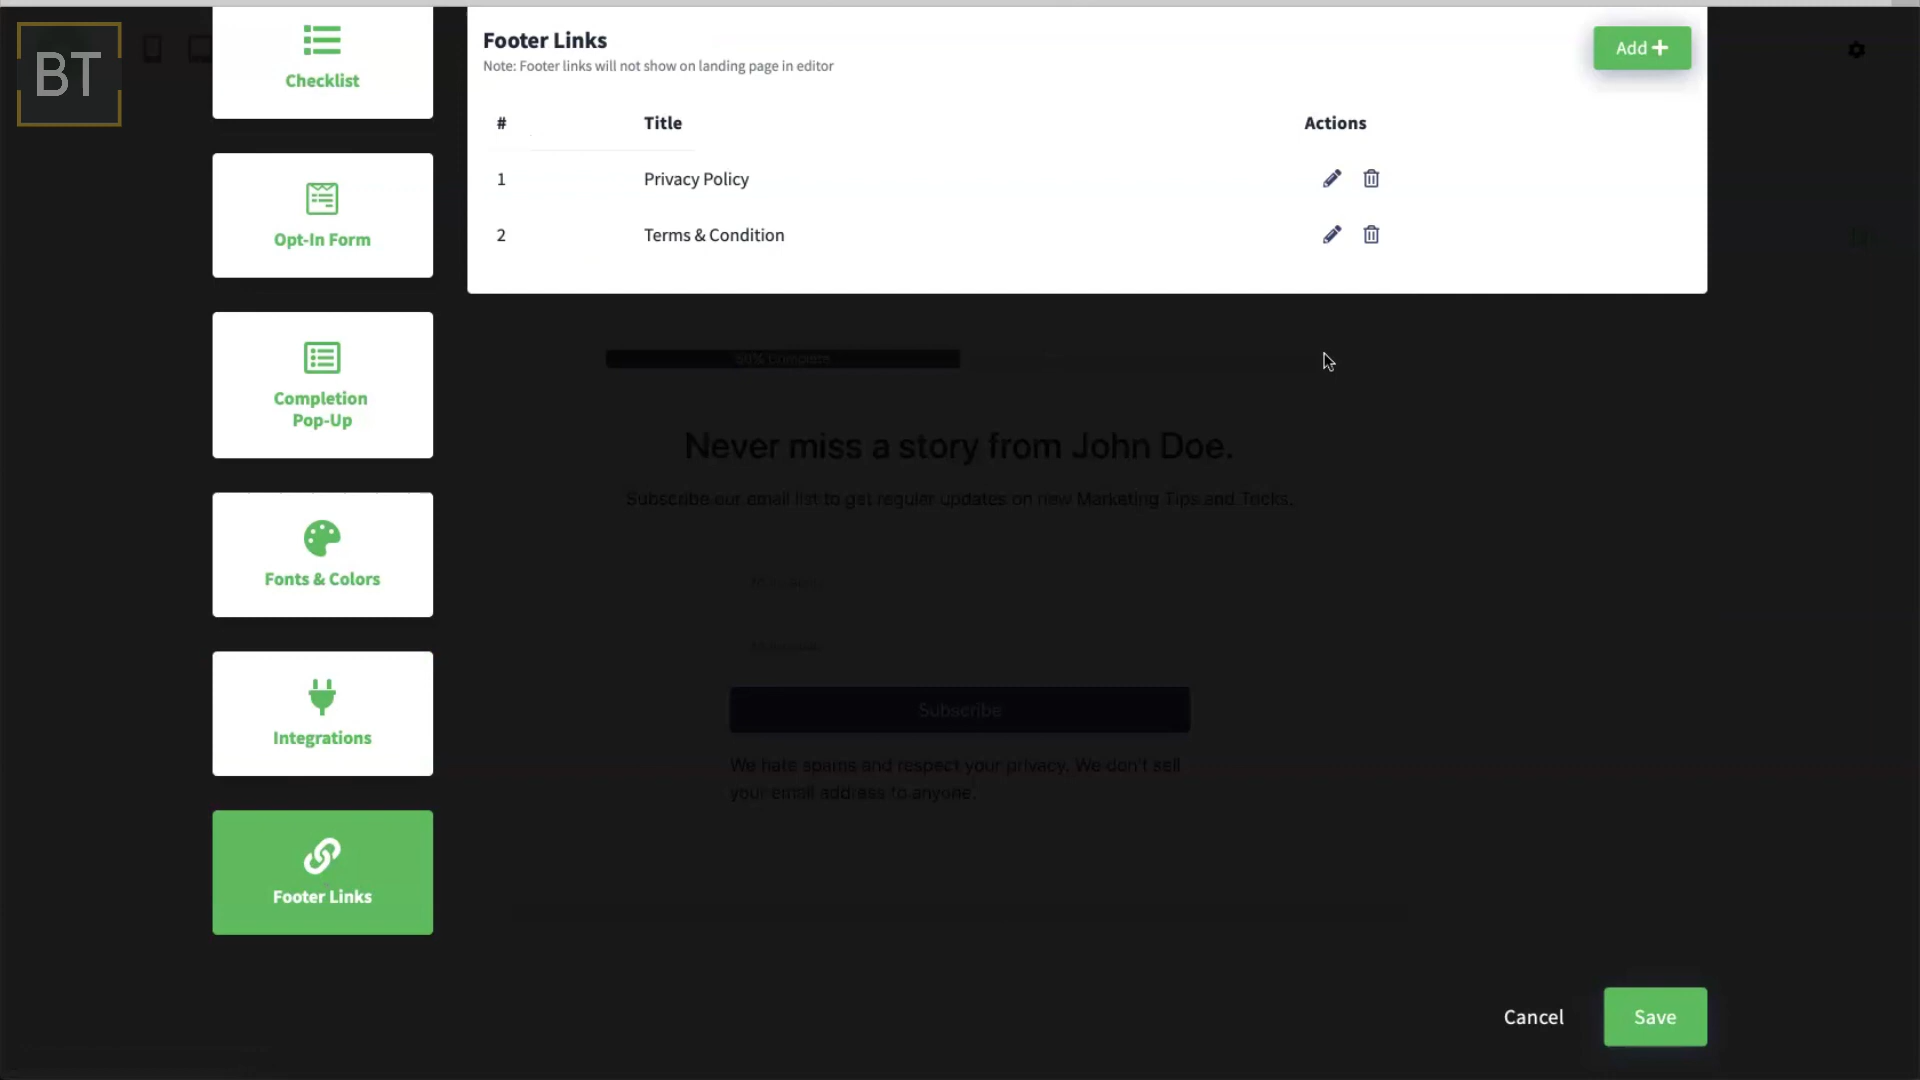 BT
Checklist
Opt-In Form
Completion
Pop-Up
Fonts & Colors
Integrations
Footer Links
Footer Links
Note: Footer links will not show on landing page in editor
Add
# Title Actions
1 Privacy Policy
2 Terms & Condition
Never miss a story from John Doe.
Subscribe our email list to get reguler updates on new Marketing Tips and Tricks.
Subscribe
We hate spams and respect your privacy. We don't sell
your email address to anyone.
Cancel
Save